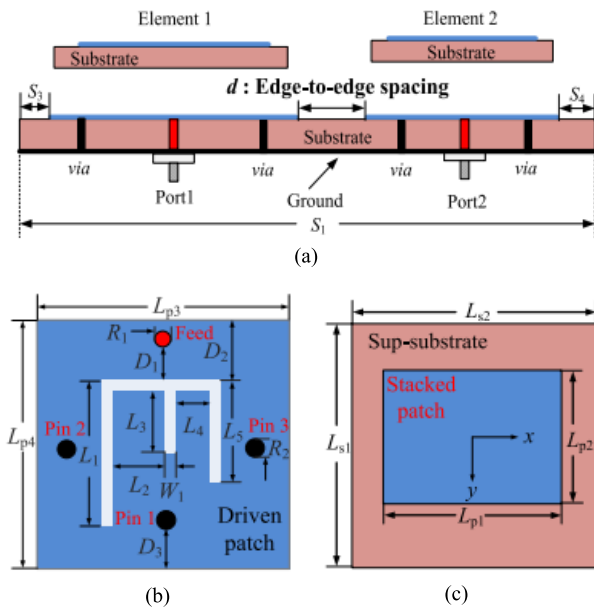 Element 1
Element 2
Substrate
Substrate
S3
d : Edge-to-edge spacing
S4
Substrate
via
via
via
via
Port1
Ground
Port2
S1
(a)
Lp3
R1
Feed
D1
D2
Pin 2
Pin 3
L3
L4
L5
R2
Lp4
L1
L2
W1
Pin 1
Driven
patch
D3
(b)
Ls2
Sup-substrate
Stacked
patch
Ls1
x
Lp2
y
Lp1
(c)